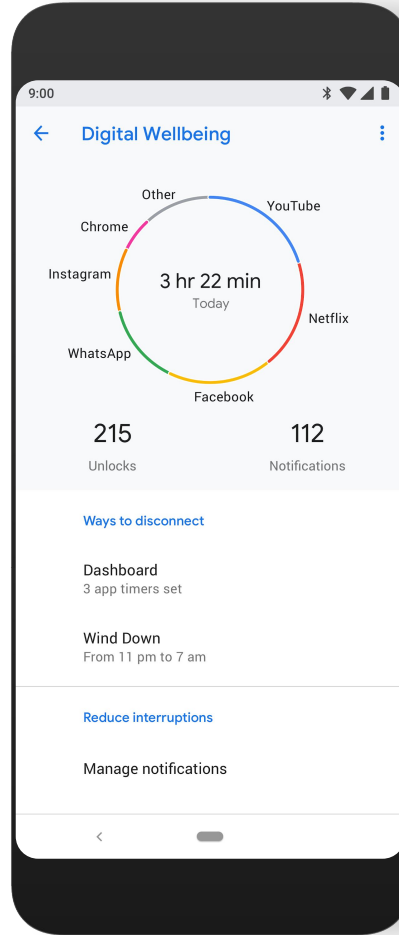 9:00
Digital Wellbeing
Other
YouTube
Chrome
Instagram
3 hr 22 min
Today
Netflix
WhatsApp
Facebook
215
112
Unlocks
Notifications
Ways to disconnect
Dashboard
3 app timers set
Wind Down
From 11 pm to 7 am
Reduce interruptions
Manage notifications